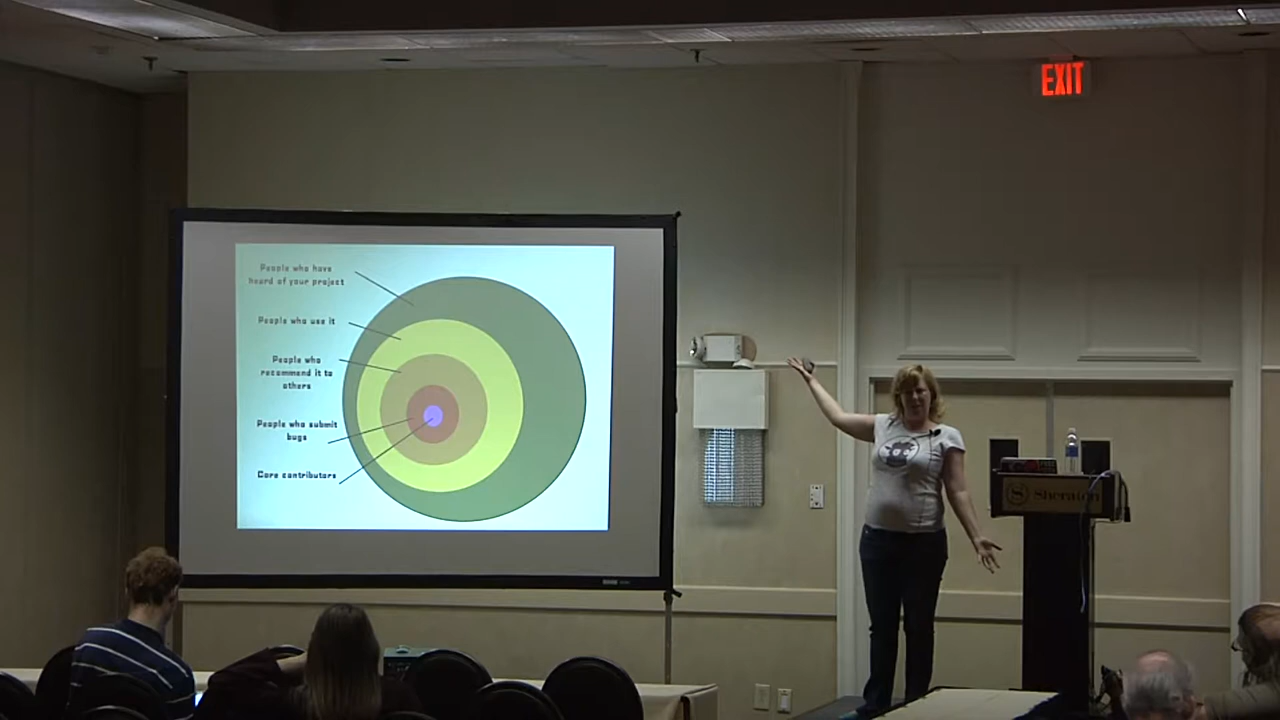 EXIT
People who have
heard of your project
People who use it
People who
recommend it to
others
People who submit
bugs
Core contributors
Sheraton